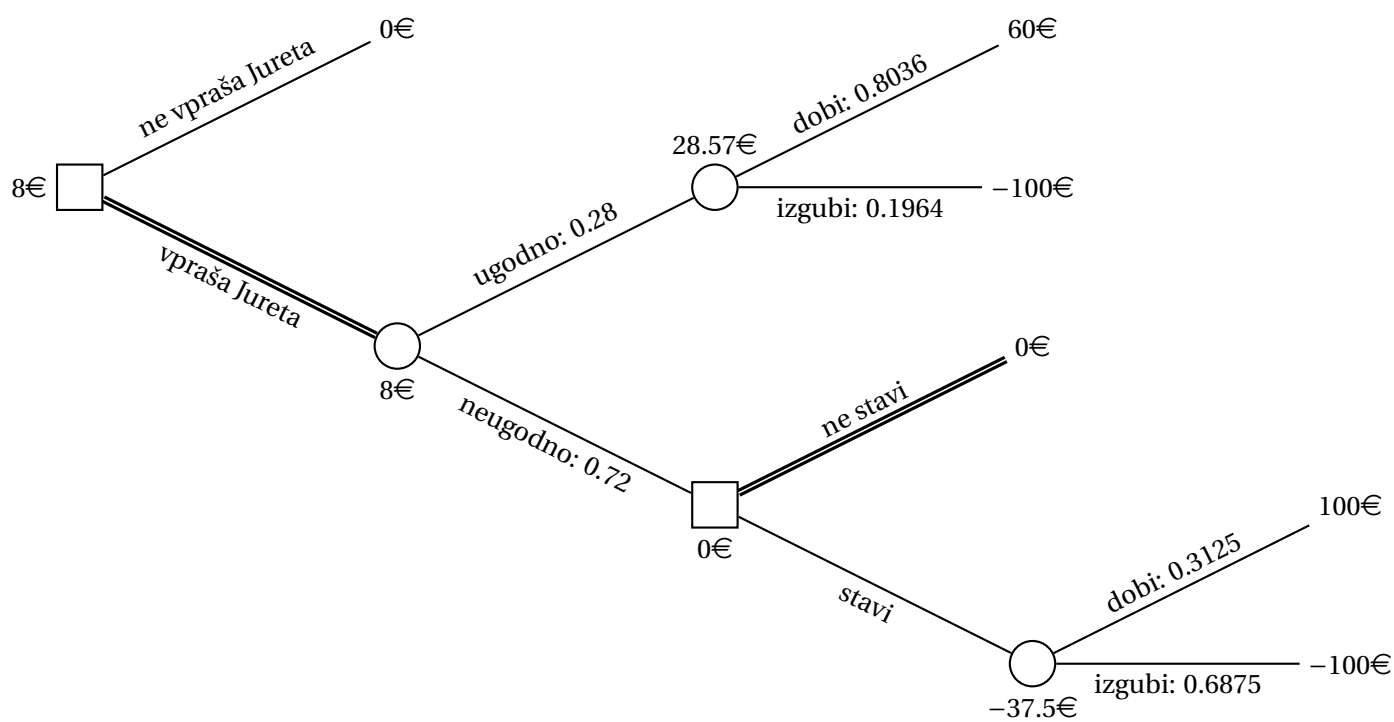 0€
ne vpraša Jureta
8€
vpraša Jureta
8€
ugodno: 0.28
28.57€
dobi: 0.8036
60€
izgubi: 0.1964
−100€
neugodno: 0.72
0€
ne stavi
0€
stavi
−37.5€
dobi: 0.3125
100€
izgubi: 0.6875
−100€